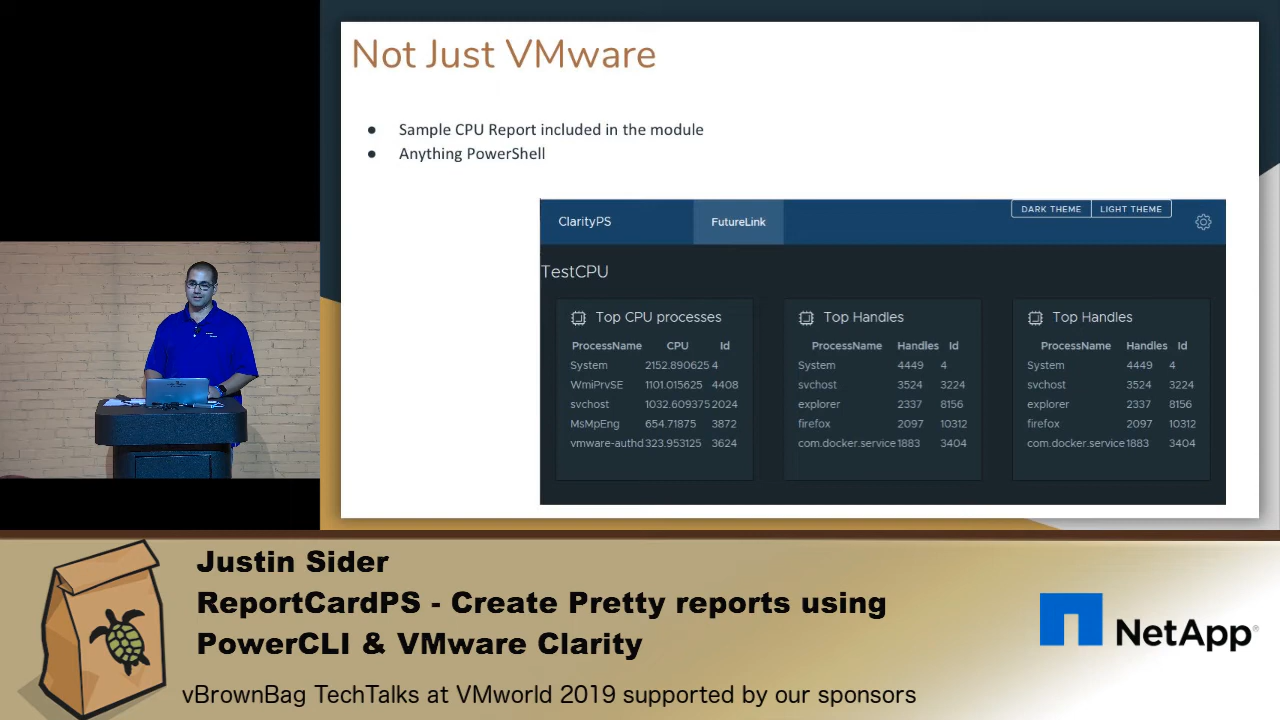 Not Just VMware
● Sample CPU Report included in the module
● Anything PowerShell
ClarityPS
FutureLink
DARK THEME
LIGHT THEME
TestCPU
Top CPU processes
ProcessName CPU Id
System 2152.890625 4
WmiPrvSE 1101.015625 4408
svchost 1032.609375 2024
MsMpEng 654.71875 3872
vmware-authd 323.953125 3624
Top Handles
ProcessName Handles Id
System 4449 4
svchost 3524 3224
explorer 2337 8156
firefox 2097 10312
com.docker.service 1883 3404
Top Handles
ProcessName Handles Id
System 4449 4
svchost 3524 3224
explorer 2337 8156
firefox 2097 10312
com.docker.service 1883 3404
Justin Sider
ReportCardPS - Create Pretty reports using
PowerCLI & VMware Clarity
NetApp®
vBrownBag TechTalks at VMworld 2019 supported by our sponsors